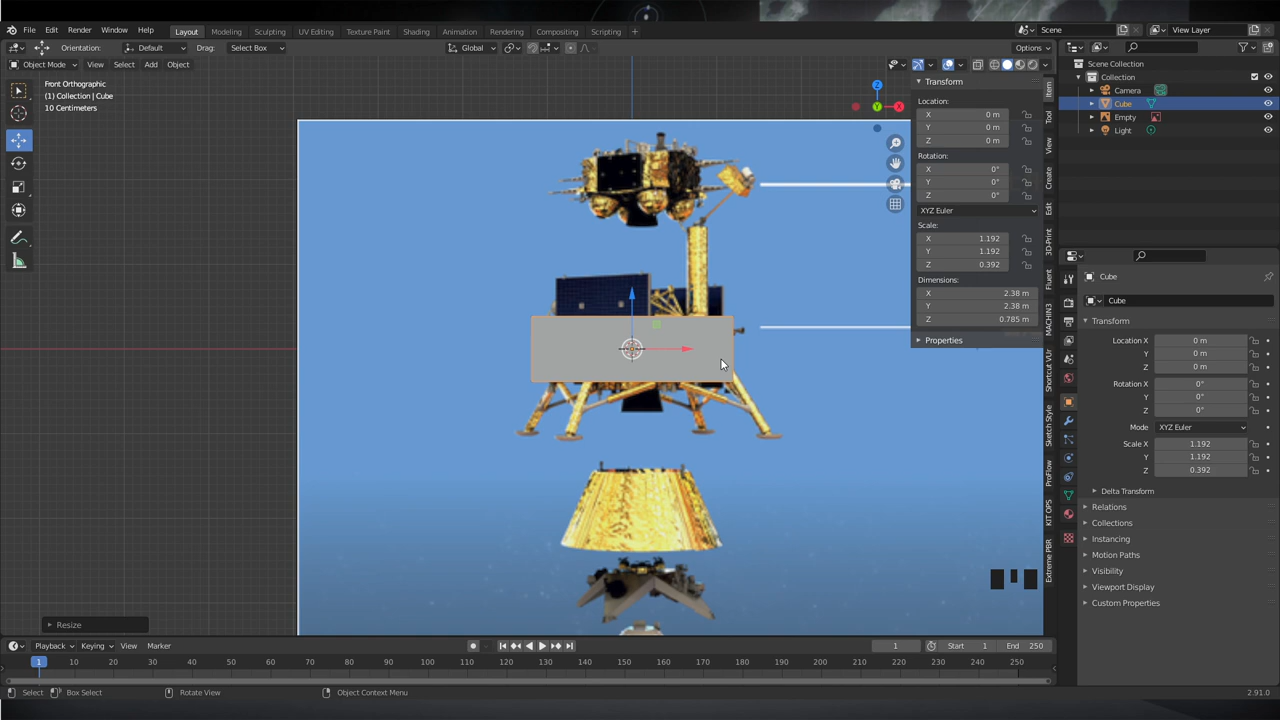 File Edit Render Window Help Layout Modeling Sculpting UV Editing Texture Paint Shading Animation Rendering Compositing Scripting + Scene View Layer
Orientation: Default Drag: Select Box Global Options
Object Mode View Select Add Object
Front Orthographic
(1) Collection | Cube
10 Centimeters
Z
X
Y
Transform
Location:
X 0 m
Y 0 m
Z 0 m
Rotation:
X 0°
Y 0°
Z 0°
XYZ Euler
Scale:
X 1.192
Y 1.192
Z 0.392
Dimensions:
X 2.38 m
Y 2.38 m
Z 0.785 m
Properties
Item
Tool
View
Create
Edit
3D-Print
Fluent
MACHIN3
Shortcut VUr
Sketch Style
ProFlow
KIT OPS
Extreme PBR
Scene Collection
Collection
Camera
Cube
Empty
Light
Cube
Cube
Transform
Location X 0 m
Y 0 m
Z 0 m
Rotation X 0°
Y 0°
Z 0°
Mode XYZ Euler
Scale X 1.192
Y 1.192
Z 0.392
Delta Transform
Relations
Collections
Instancing
Motion Paths
Visibility
Viewport Display
Custom Properties
Resize
Playback Keying View Marker 1 Start 1 End 250
1 10 20 30 40 50 60 70 80 90 100 110 120 130 140 150 160 170 180 190 200 210 220 230 240 250
Select Box Select Rotate View Object Context Menu 2.91.0